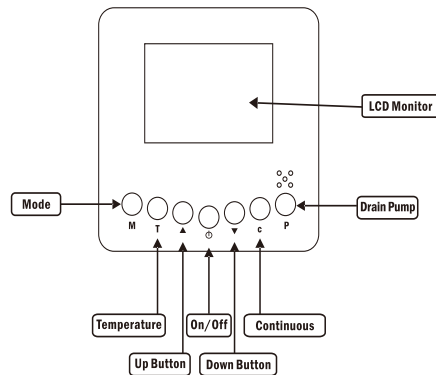 LCD Monitor
Mode
Drain Pump
M
T
c
P
Temperature
On/Off
Continuous
Up Button
Down Button